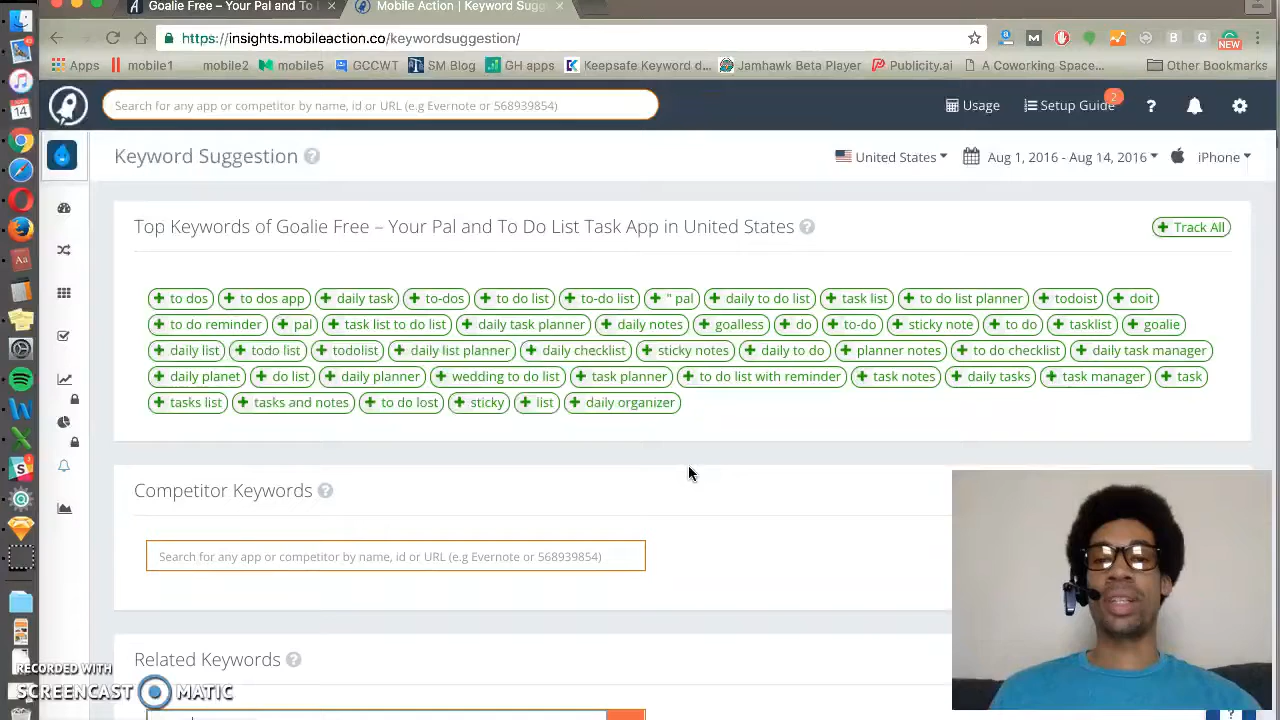 Goalie Free – Your Pal and To
Mobile Action | Keyword Sugg
https://insights.mobileaction.co/keywordsuggestion/
NEW
Apps mobile1 mobile2 mobile GCCWT SM Blog GH apps Keepsafe Keyword d... Jamhawk Beta Player Publicity.ai A Coworking Space... Other Bookmarks
Search for any app or competitor by name, id or URL (e.g Evernote or 568939854)
Usage Setup Guide 2 ?
Keyword Suggestion ?
United States Aug 1, 2016 - Aug 14, 2016 iPhone
Top Keywords of Goalie Free – Your Pal and To Do List Task App in United States ?
+ Track All
+ to dos + to dos app + daily task + to-dos + to do list + to-do list + " pal + daily to do list + task list + to do list planner + todoist + doit
+ to do reminder + pal + task list to do list + daily task planner + daily notes + goalless + do + to-do + sticky note + to do + tasklist + goalie
+ daily list + todo list + todolist + daily list planner + daily checklist + sticky notes + daily to do + planner notes + to do checklist + daily task manager
+ daily planet + do list + daily planner + wedding to do list + task planner + to do list with reminder + task notes + daily tasks + task manager + task
+ tasks list + tasks and notes + to do lost + sticky + list + daily organizer
Competitor Keywords ?
Search for any app or competitor by name, id or URL (e.g Evernote or 568939854)
Related Keywords ?
RECORDED WITH
SCREENCAST MATIC